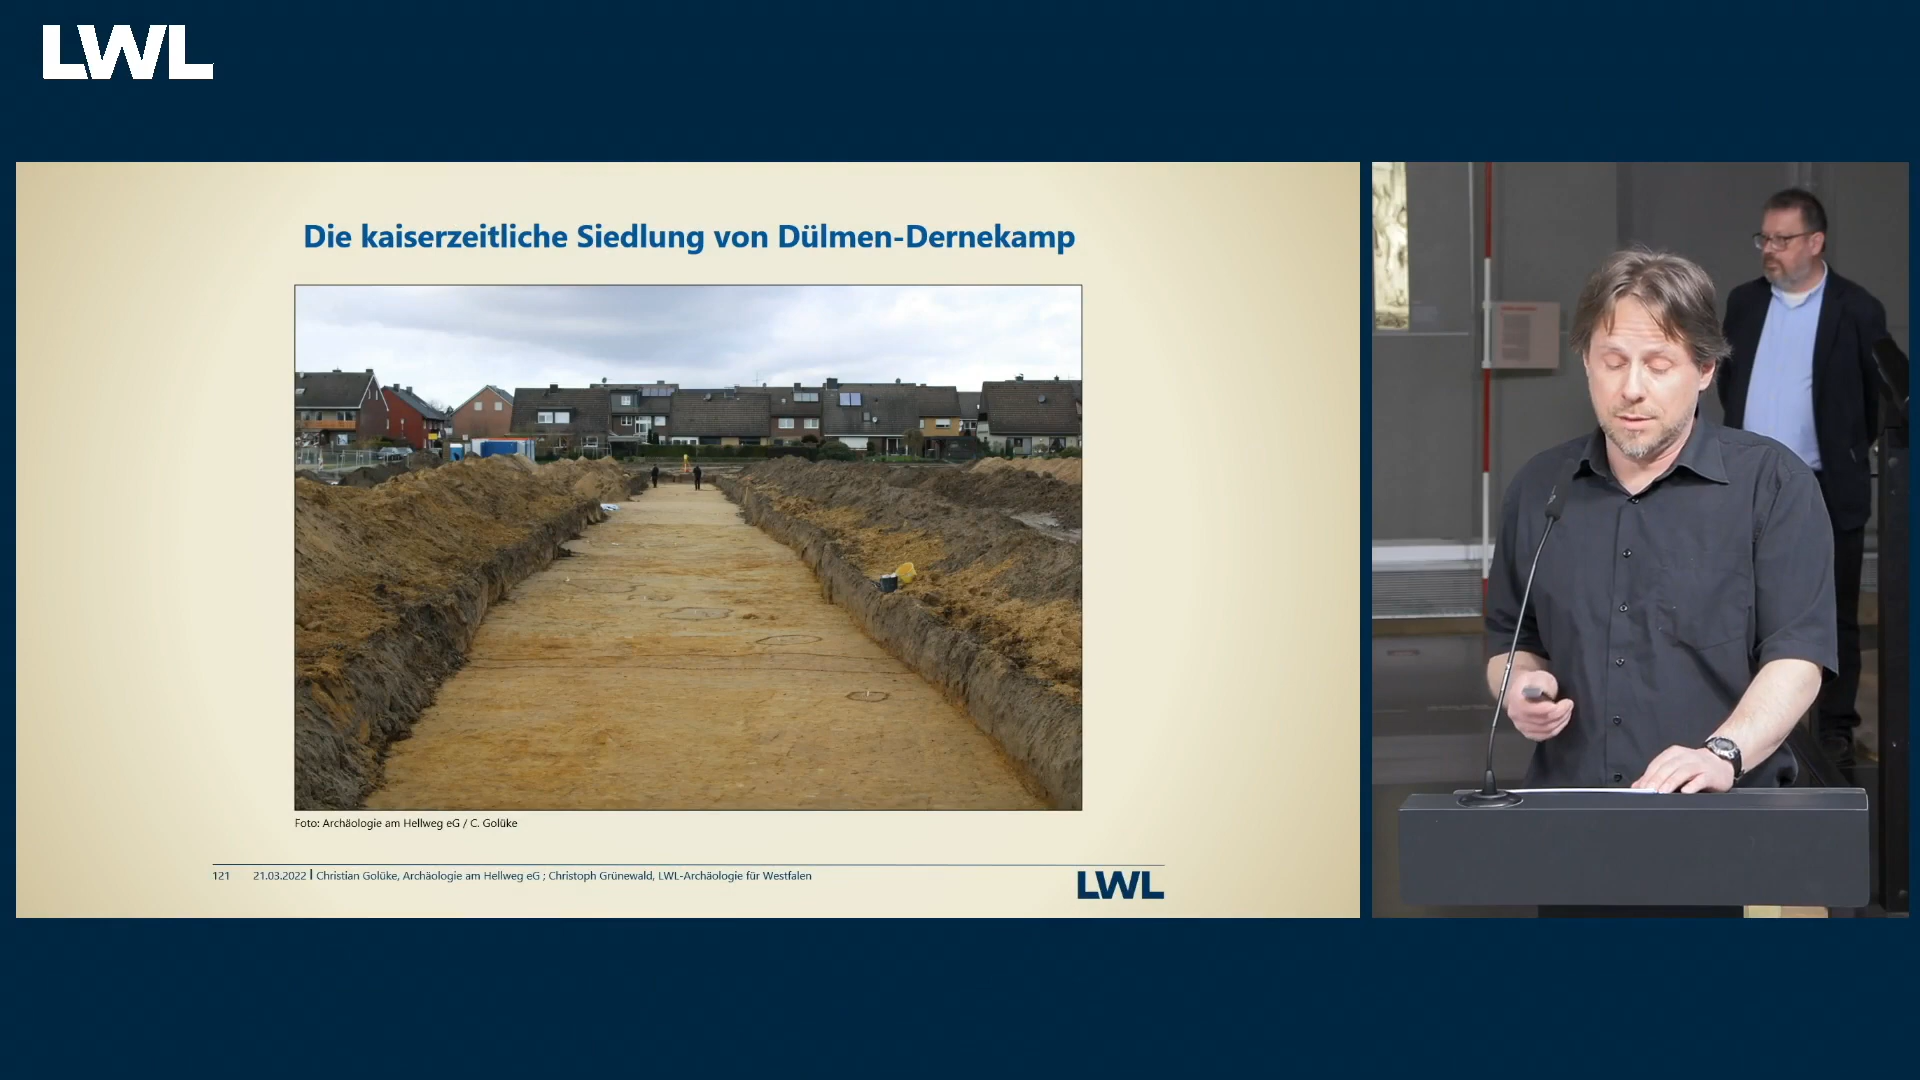 LWL
Die kaiserzeitliche Siedlung von Dülmen-Dernekamp
Foto: Archäologie am Hellweg eG / C. Golüke
121 21.03.2022 | Christian Golüke, Archäologie am Hellweg eG ; Christoph Grünewald, LWL-Archäologie für Westfalen
LWL